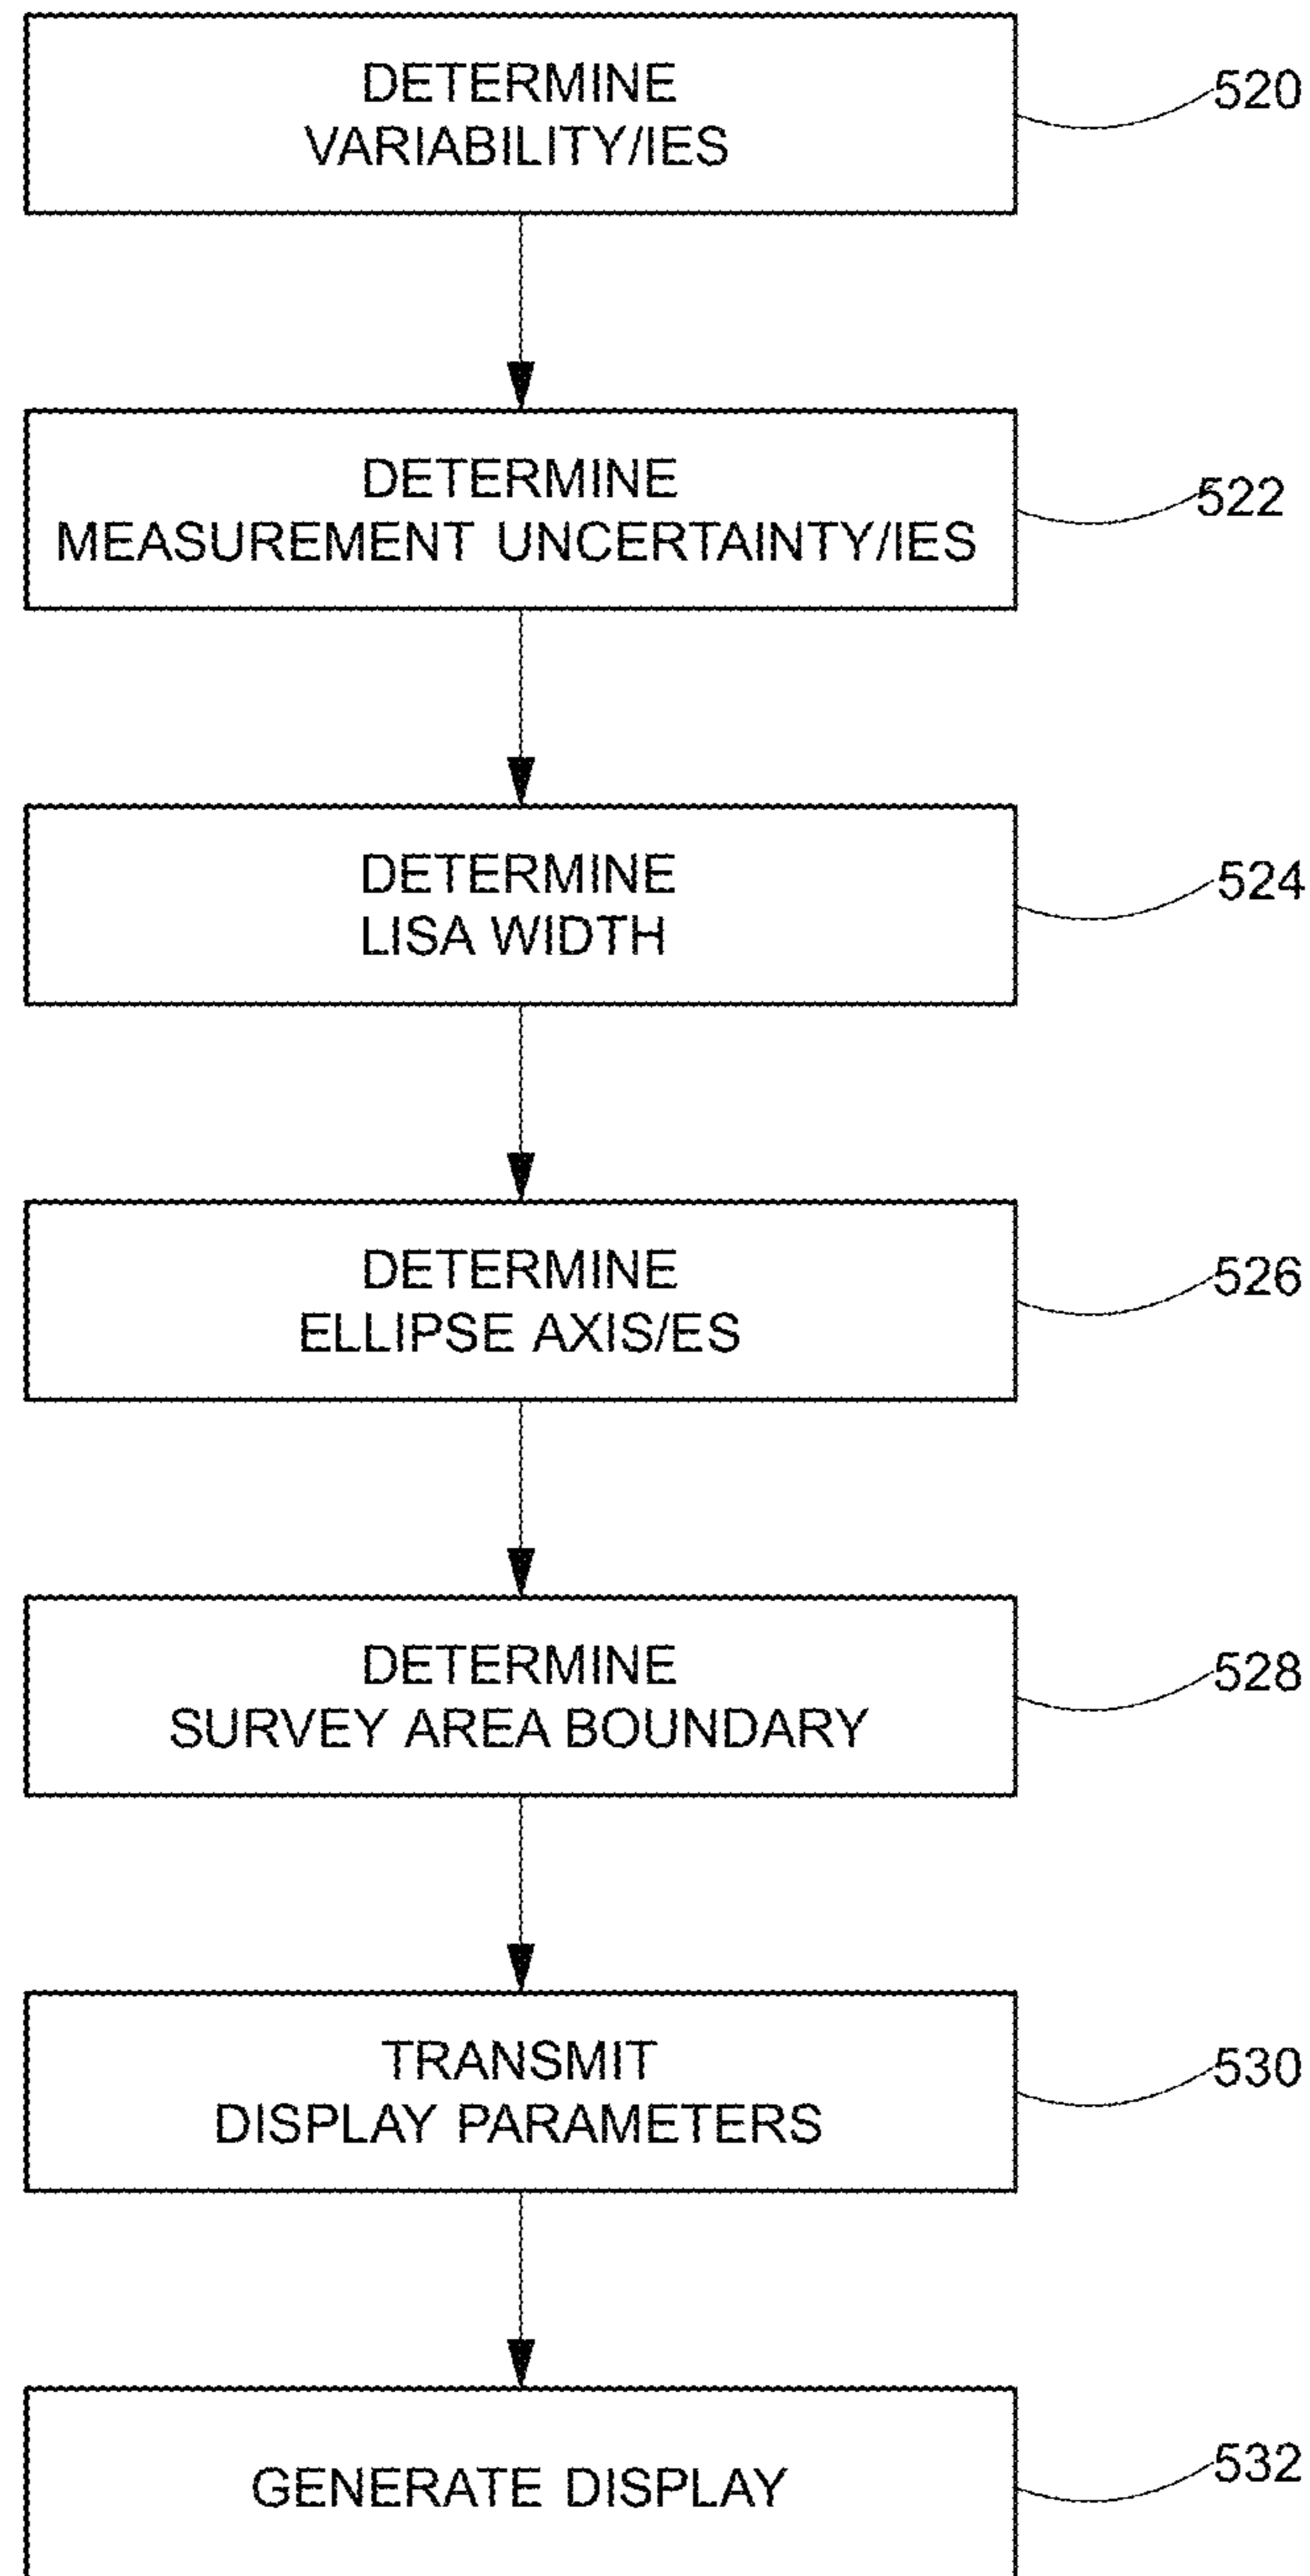 DETERMINE
VARIABILITY/IES
520
DETERMINE
MEASUREMENT UNCERTAINTY/IES
522
DETERMINE
LISA WIDTH
524
DETERMINE
ELLIPSE AXIS/ES
526
DETERMINE
SURVEY AREA BOUNDARY
528
TRANSMIT
DISPLAY PARAMETERS
530
GENERATE DISPLAY
532